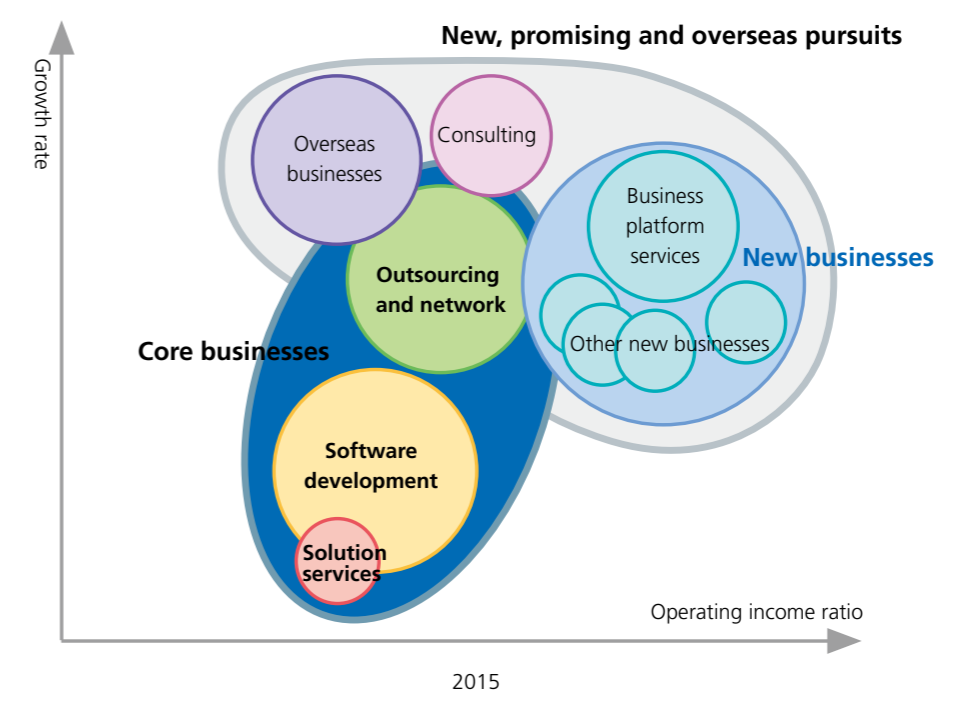 New, promising and overseas pursuits
Growth rate
Overseas
businesses
Consulting
Business
platform
services
New businesses
Outsourcing
and network
Other new businesses
Core businesses
Software
development
Solution
services
Operating income ratio
2015